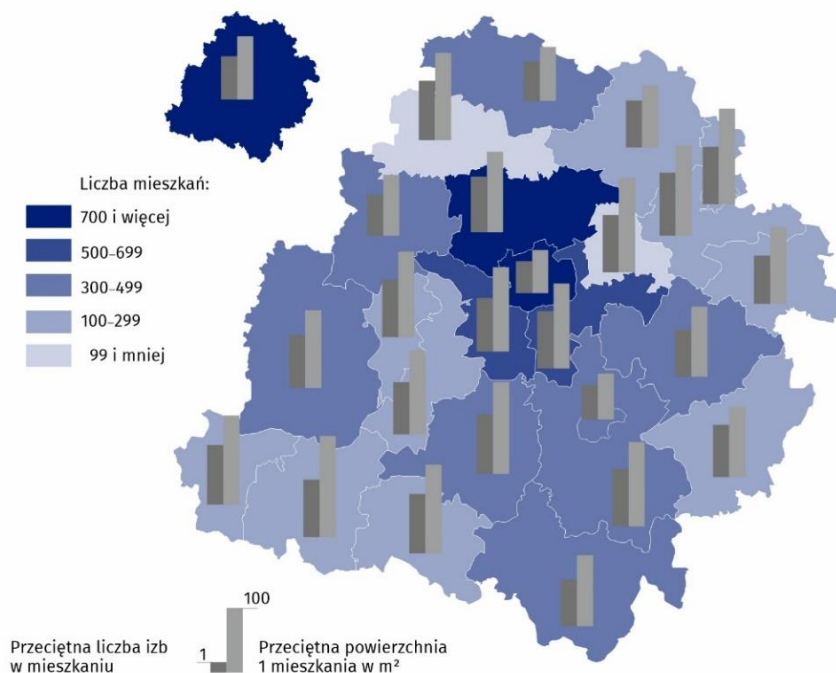 Liczba mieszkań:
700 i więcej
500–699
300–499
100–299
99 i mniej
100
1
Przeciętna liczba izb
w mieszkaniu
Przeciętna powierzchnia
1 mieszkania w m²